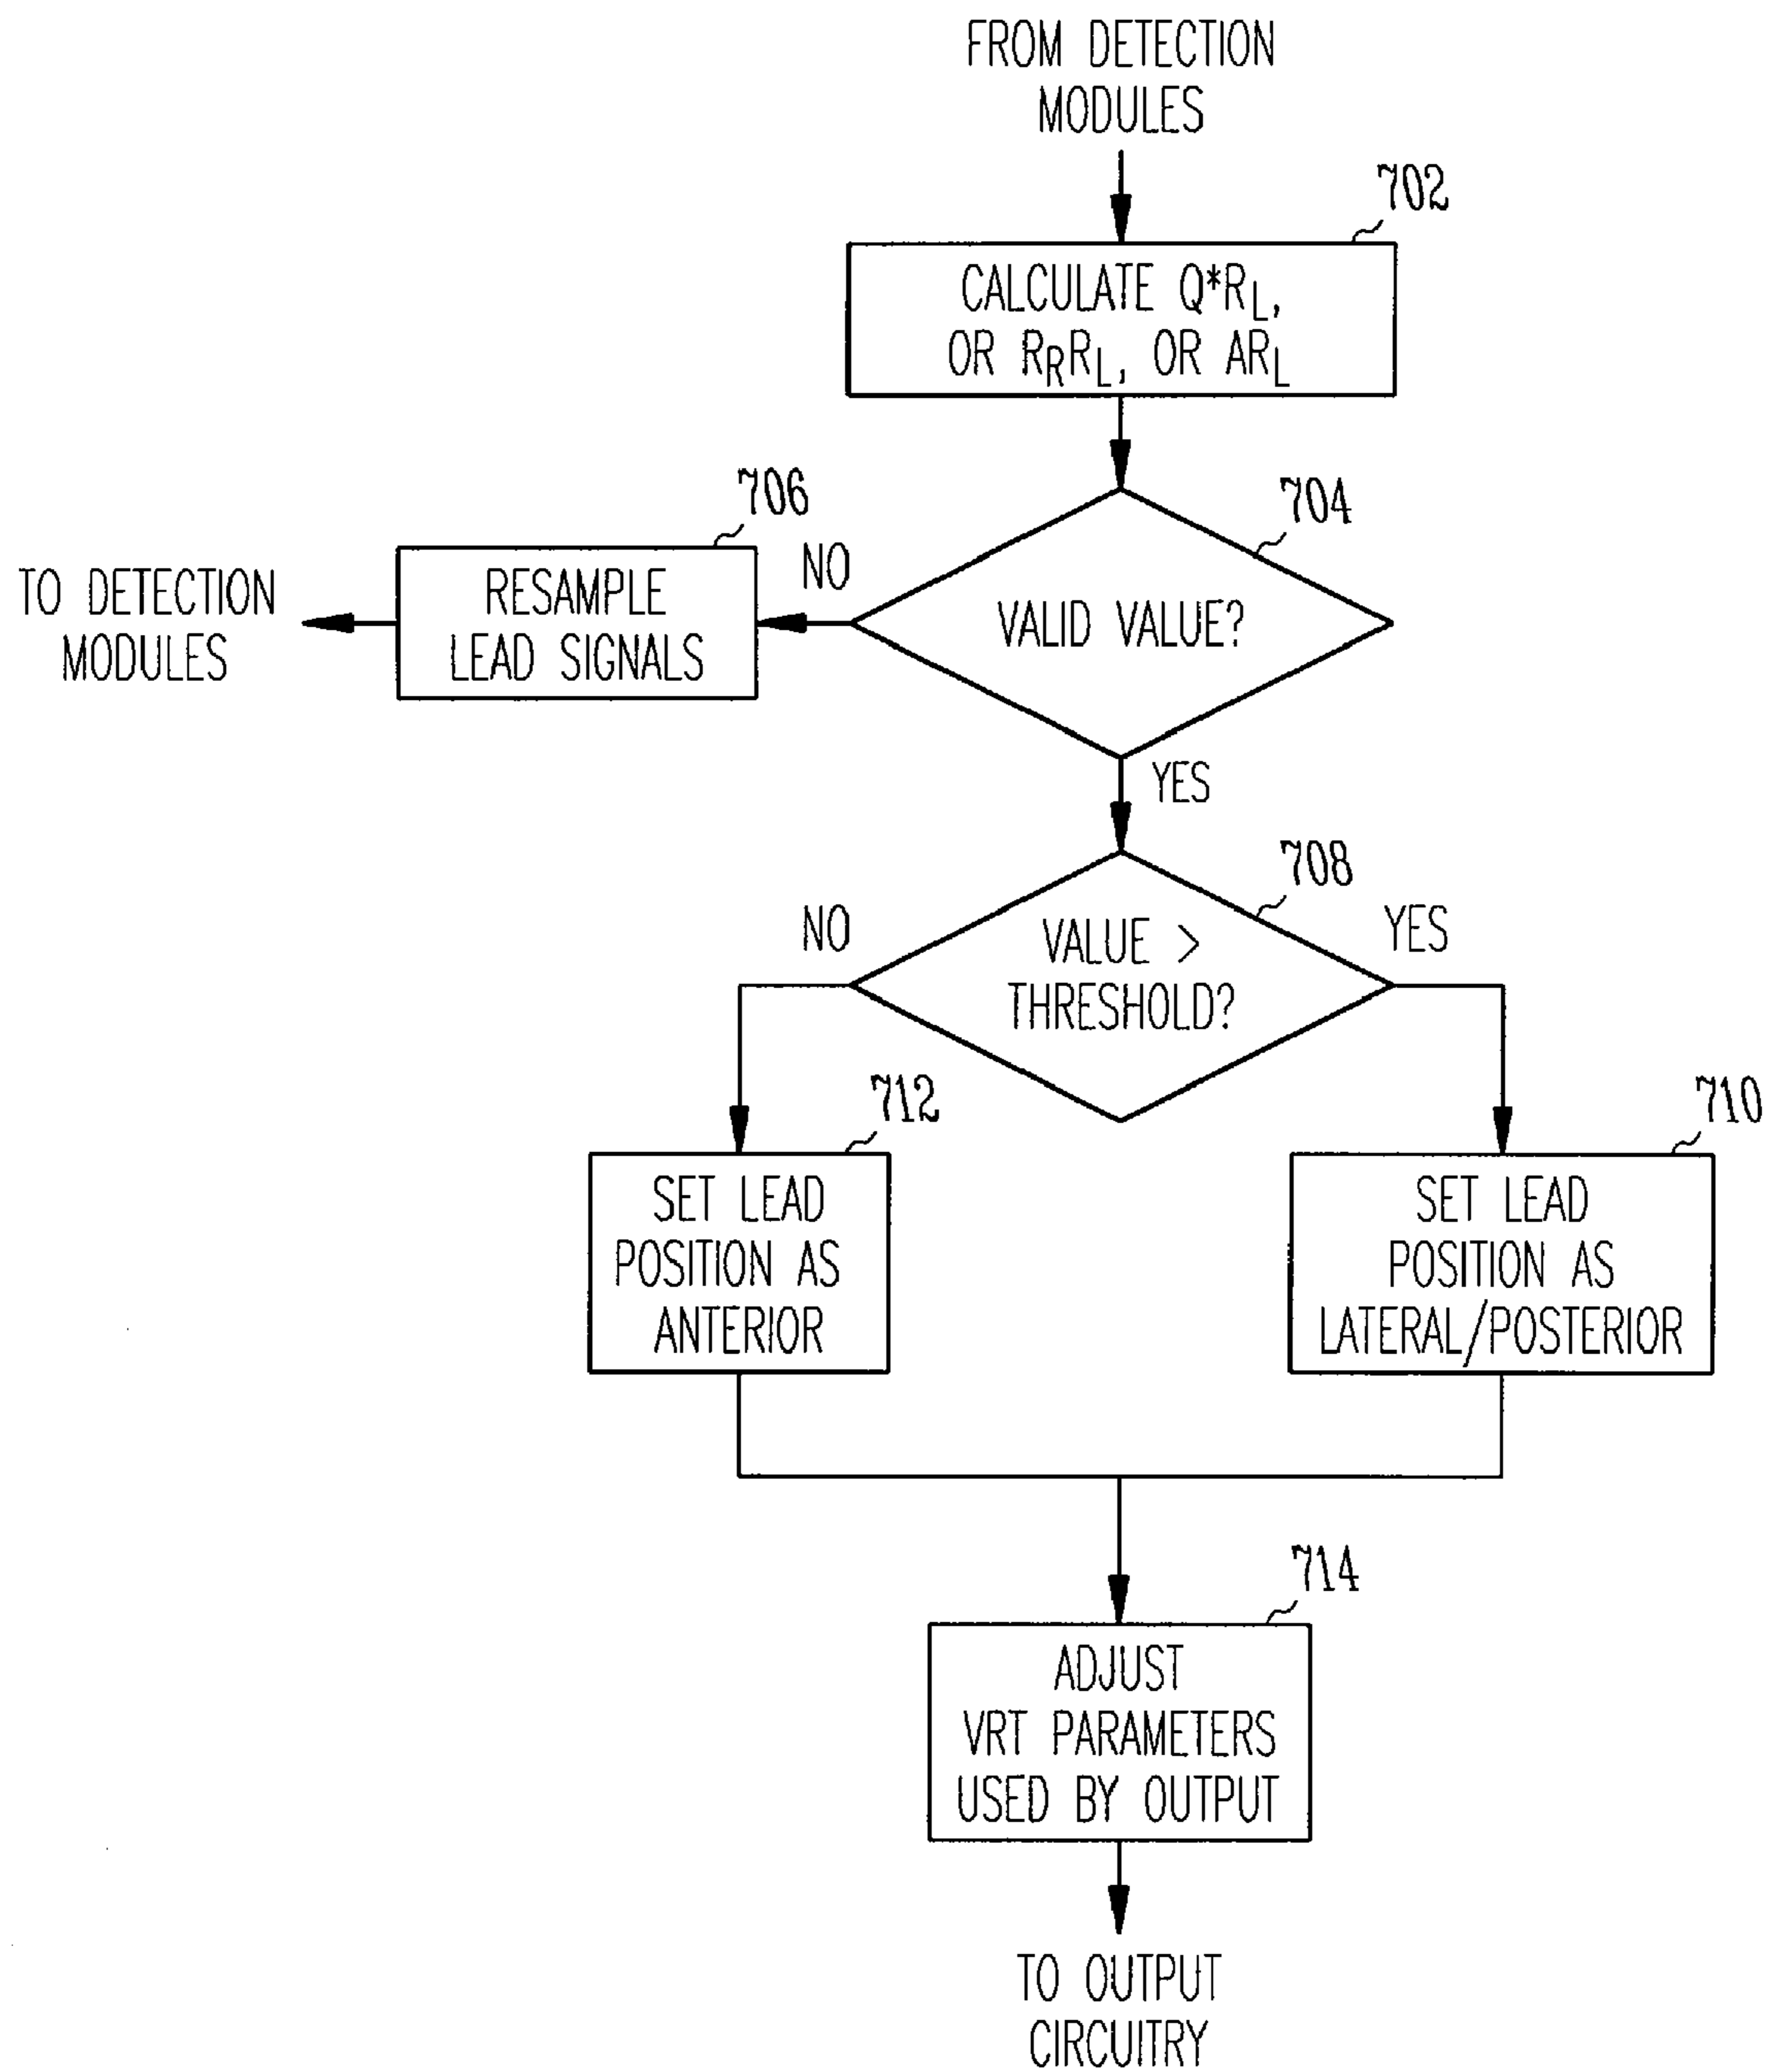 FROM DETECTION
MODULES
702
CALCULATE Q*RL,
OR RRRL, OR ARL
704
VALID VALUE?
NO
706
RESAMPLE
LEAD SIGNALS
TO DETECTION
MODULES
YES
708
VALUE >
THRESHOLD?
NO
YES
712
SET LEAD
POSITION AS
ANTERIOR
710
SET LEAD
POSITION AS
LATERAL/POSTERIOR
714
ADJUST
VRT PARAMETERS
USED BY OUTPUT
TO OUTPUT
CIRCUITRY